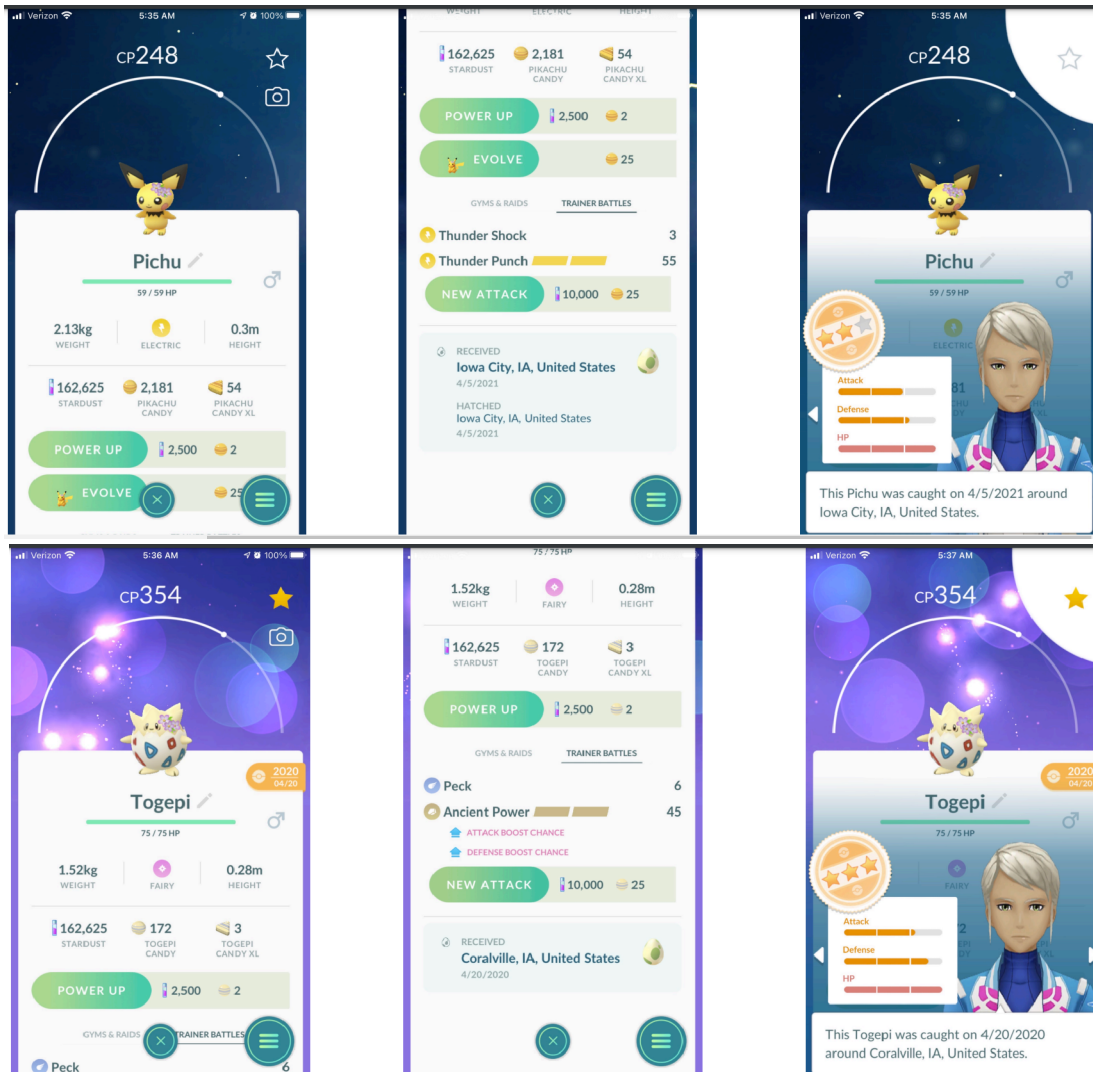 Verizon 5:35 AM 100%
CP248
Pichu
59 / 59 HP
2.13kg 0.3m
WEIGHT ELECTRIC HEIGHT
162,625 2,181 54
STARDUST PIKACHU PIKACHU
CANDY CANDY XL
POWER UP 2,500 2
EVOLVE 25
WEIGHT ELECTRIC HEIGHT
162,625 2,181 54
STARDUST PIKACHU PIKACHU
CANDY CANDY XL
POWER UP 2,500 2
EVOLVE 25
GYMS & RAIDS TRAINER BATTLES
Thunder Shock 3
Thunder Punch 55
NEW ATTACK 10,000 25
RECEIVED
Iowa City, IA, United States
4/5/2021
HATCHED
Iowa City, IA, United States
4/5/2021
Verizon 5:35 AM
CP248
Pichu
59 / 59 HP
ELECTRIC
Attack
Defense
HP
This Pichu was caught on 4/5/2021 around
Iowa City, IA, United States.
Verizon 5:36 AM 100%
CP354
2020
04/20
Togepi
75 / 75 HP
1.52kg 0.28m
WEIGHT FAIRY HEIGHT
162,625 172 3
STARDUST TOGEPI TOGEPI
CANDY CANDY XL
POWER UP 2,500 2
GYMS & RAIDS TRAINER BATTLES
Peck 6
75 / 75 HP
1.52kg 0.28m
WEIGHT FAIRY HEIGHT
162,625 172 3
STARDUST TOGEPI TOGEPI
CANDY CANDY XL
POWER UP 2,500 2
GYMS & RAIDS TRAINER BATTLES
Peck 6
Ancient Power 45
ATTACK BOOST CHANCE
DEFENSE BOOST CHANCE
NEW ATTACK 10,000 25
RECEIVED
Coralville, IA, United States
4/20/2020
Verizon 5:37 AM
CP354
2020
04/20
Togepi
75 / 75 HP
FAIRY
Attack
Defense
HP
This Togepi was caught on 4/20/2020
around Coralville, IA, United States.